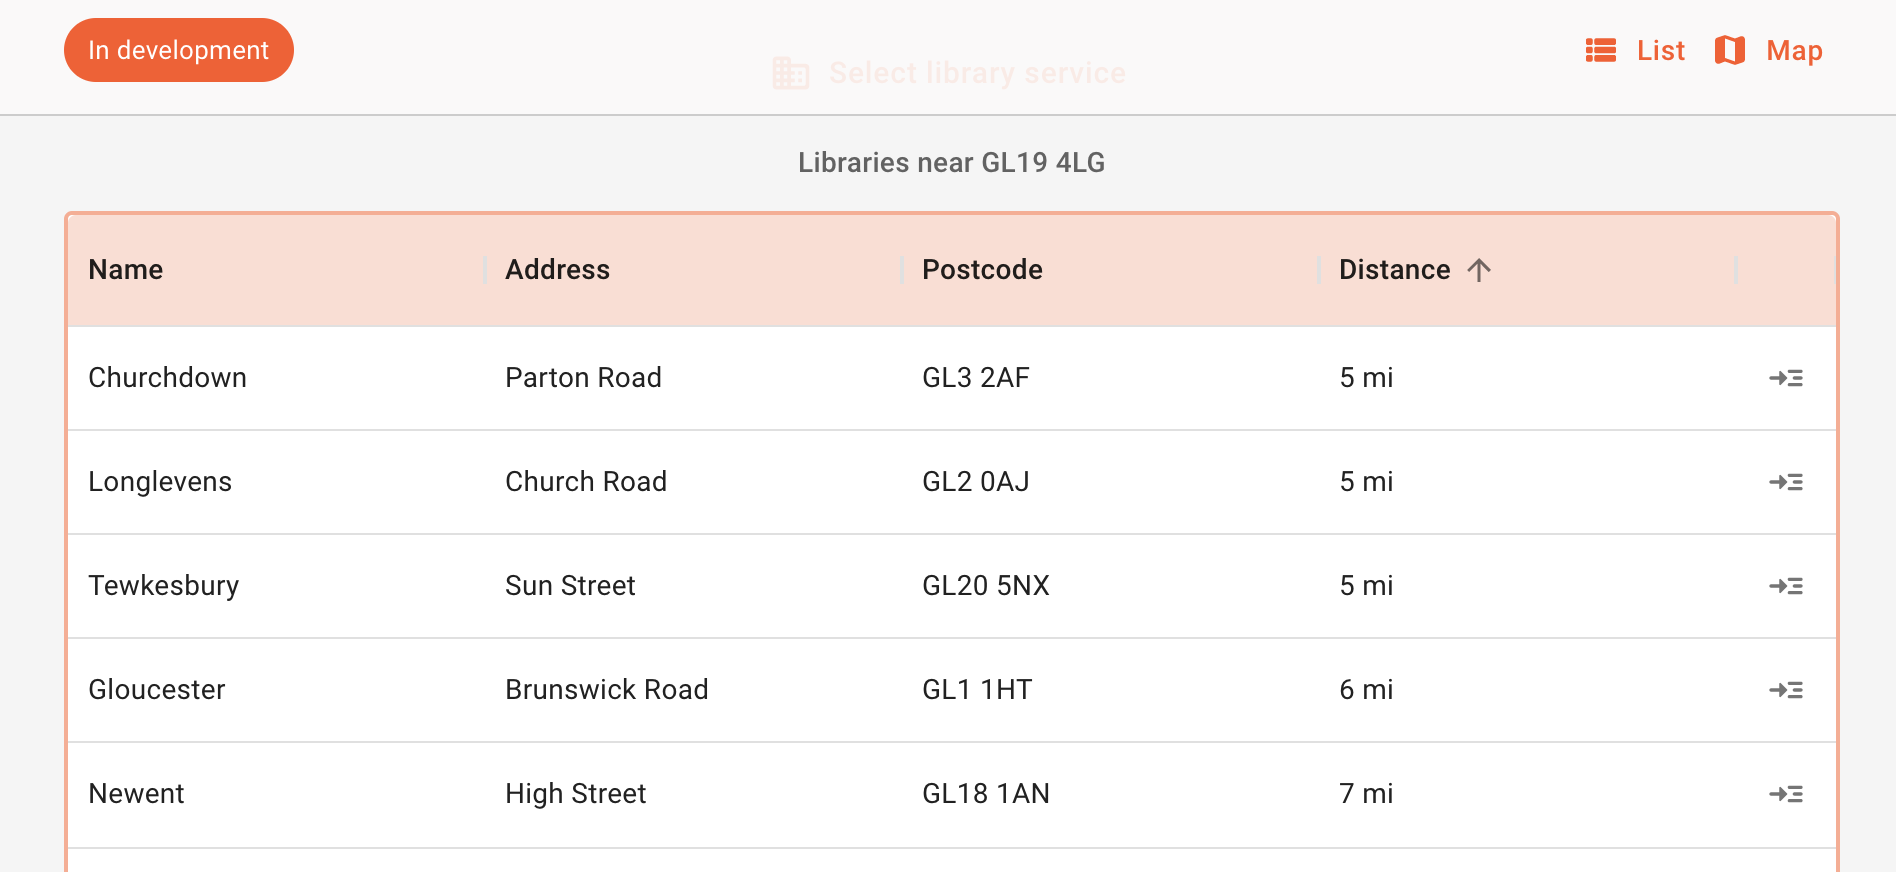 In development
Select library service
List Map
Libraries near GL19 4LG
Name Address Postcode Distance
Churchdown Parton Road GL3 2AF 5 mi
Longlevens Church Road GL2 0AJ 5 mi
Tewkesbury Sun Street GL20 5NX 5 mi
Gloucester Brunswick Road GL1 1HT 6 mi
Newent High Street GL18 1AN 7 mi